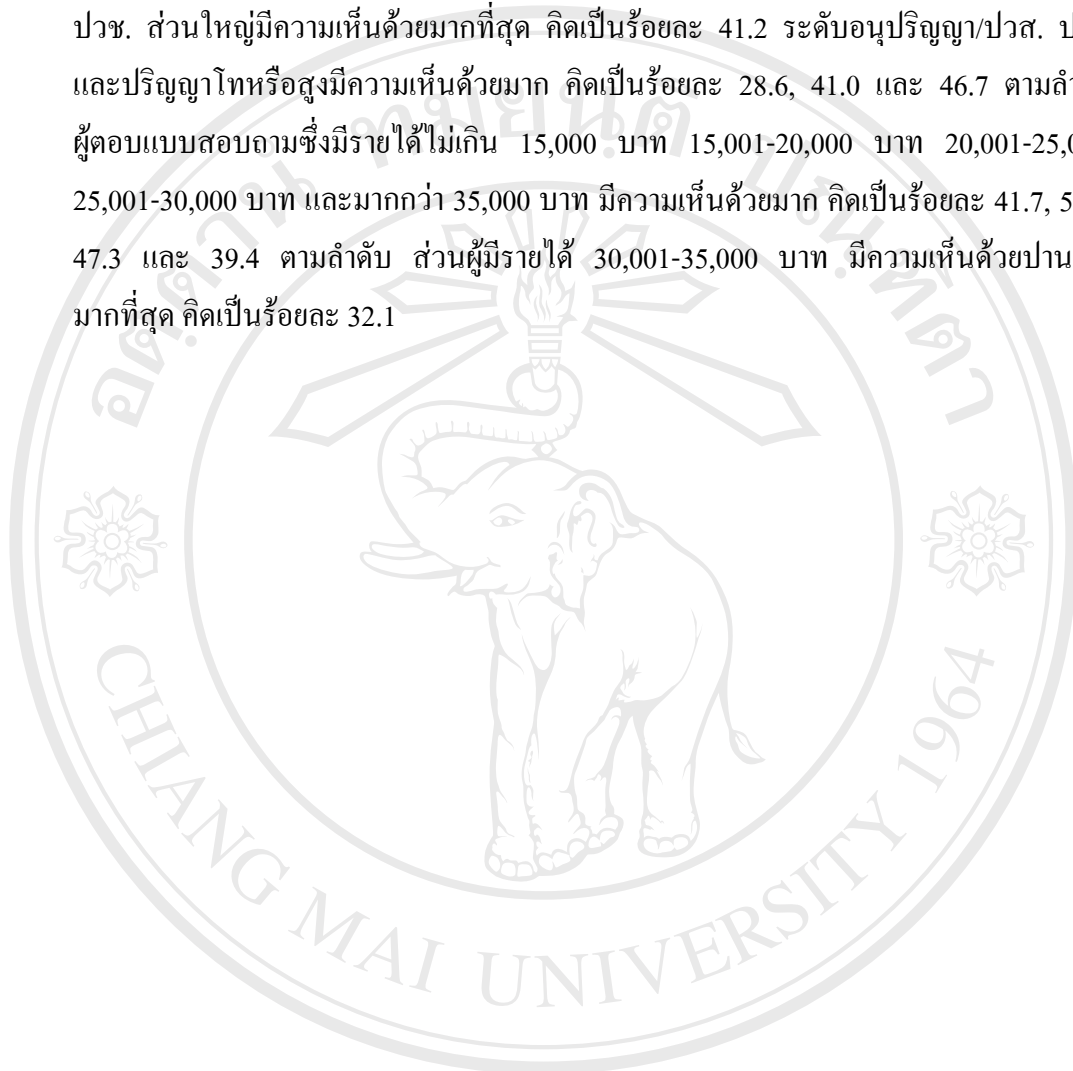 ปวช. ส่วนใหญ่มีความเห็นด้วยมากที่สุด คิดเป็นร้อยละ 41.2 ระดับอนุปริญญา/ปวส.
และปริญญาโทหรือสูงมีความเห็นด้วยมาก คิดเป็นร้อยละ 28.6, 41.0 และ 46.7
ผู้ตอบแบบสอบถามซึ่งมีรายได้ไม่เกิน 15,000 บาท 15,001-20,000 บาท
25,001-30,000 บาท และมากกว่า 35,000 บาท มีความเห็นด้วยมาก คิดเป็นร้อยละ 41.7,
47.3 และ 39.4 ตามลำดับ ส่วนผู้มีรายได้ 30,001-35,000 บาท มีความเห็นด้วยปาน
มากที่สุด คิดเป็นร้อยละ 32.1
CHIANG MAI UNIVERSITY 1964